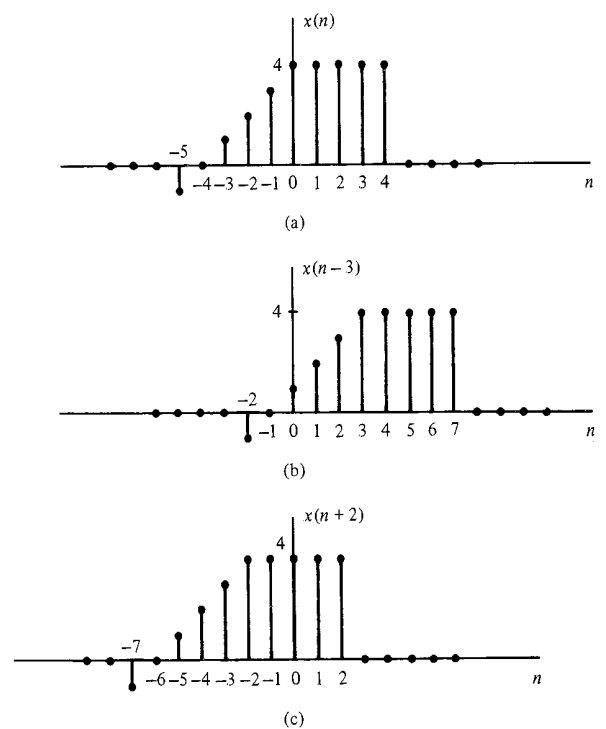 x(n)
4
−5
−4 −3 −2 −1 0 1 2 3 4 n
(a)
x(n − 3)
4
−2
−1 0 1 2 3 4 5 6 7 n
(b)
x(n + 2)
4
−7
−6 −5 −4 −3 −2 −1 0 1 2 n
(c)